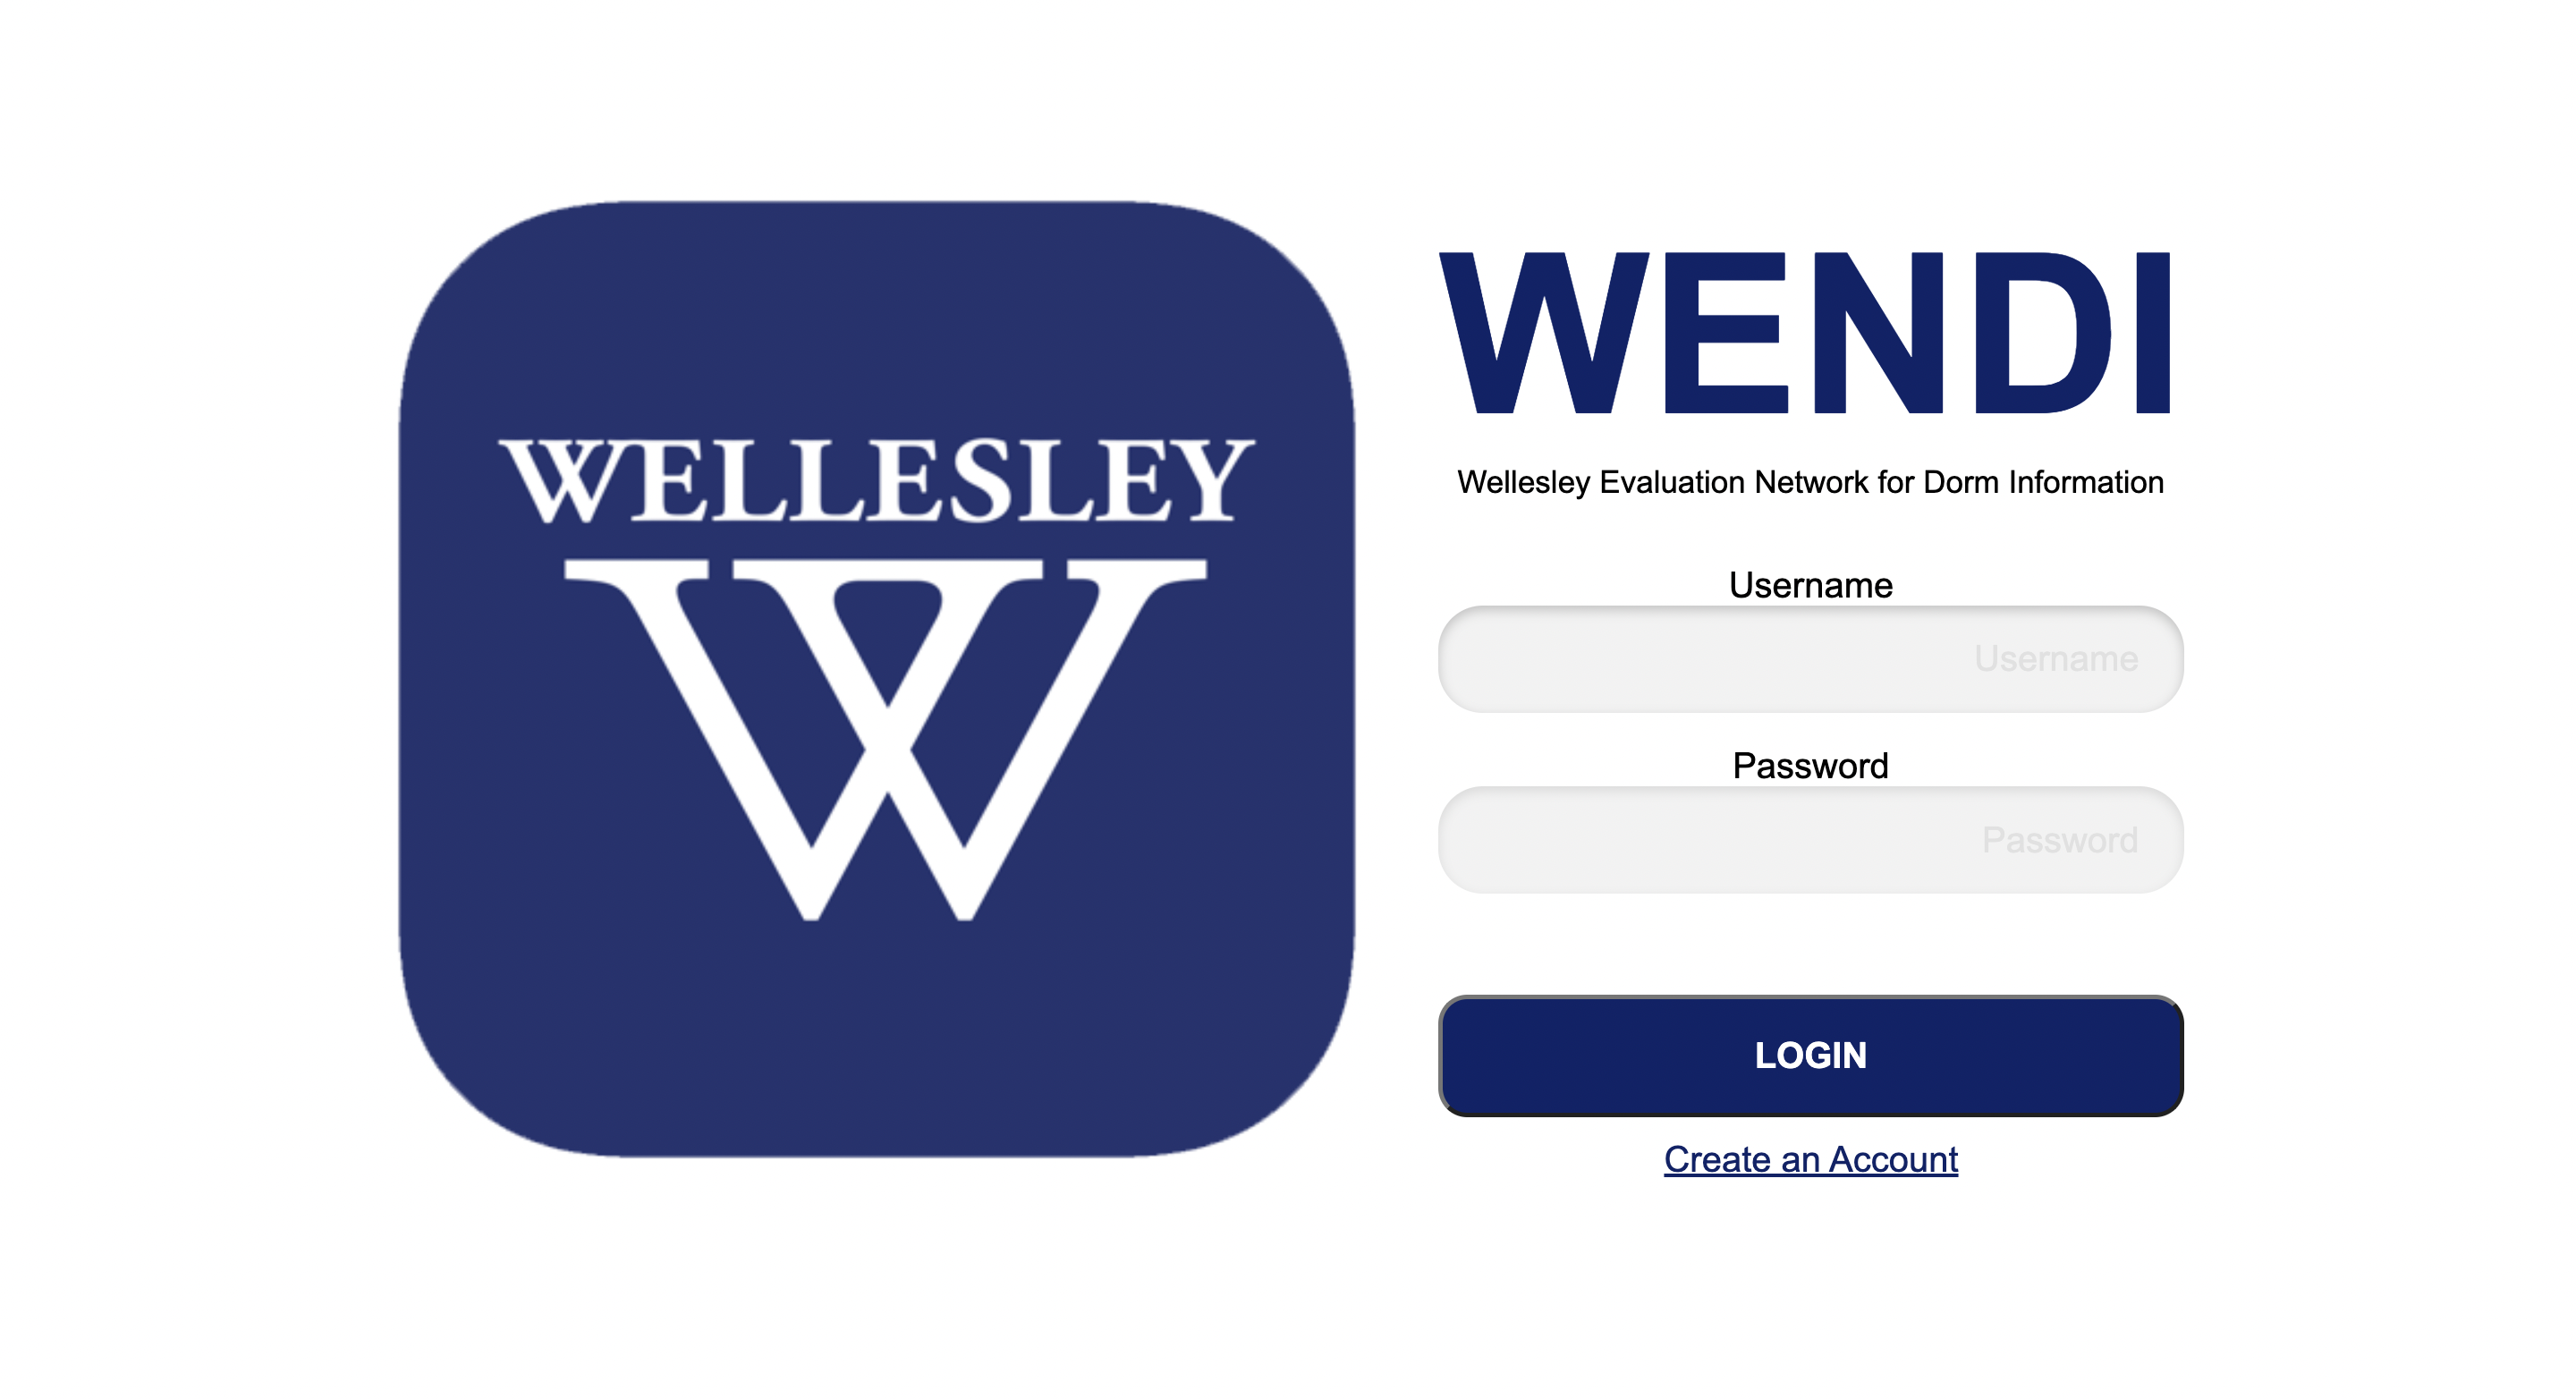 WELLESLEY
W
WENDI
Wellesley Evaluation Network for Dorm Information
Username
Username
Password
Password
LOGIN
Create an Account